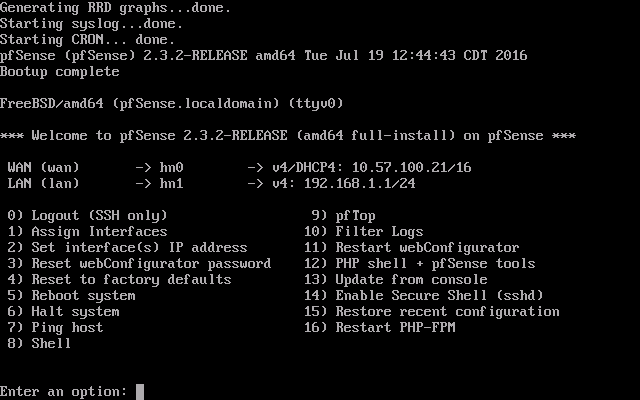 Generating RRD graphs...done.
Starting syslog...done.
Starting CRON... done.
pfSense (pfSense) 2.3.2-RELEASE amd64 Tue Jul 19 12:44:43 CDT 2016
Bootup complete
FreeBSD/amd64 (pfSense.localdomain) (ttyv0)
*** Welcome to pfSense 2.3.2-RELEASE (amd64 full-install) on pfSense ***
WAN (wan) -> hn0 -> v4/DHCP4: 10.57.100.21/16
LAN (lan) -> hn1 -> v4: 192.168.1.1/24
0) Logout (SSH only) 9) pfTop
1) Assign Interfaces 10) Filter Logs
2) Set interface(s) IP address 11) Restart webConfigurator
3) Reset webConfigurator password 12) PHP shell + pfSense tools
4) Reset to factory defaults 13) Update from console
5) Reboot system 14) Enable Secure Shell (sshd)
6) Halt system 15) Restore recent configuration
7) Ping host 16) Restart PHP-FPM
8) Shell
Enter an option: